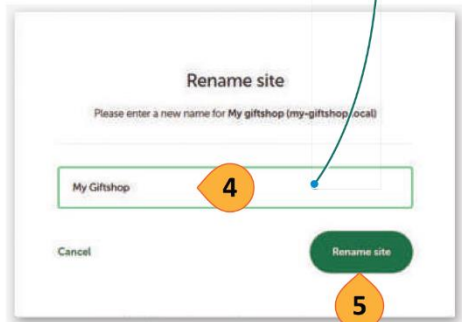 Rename site
Please enter a new name for My giftshop (my-giftshop.local)
My Giftshop
4
Cancel
Rename site
5